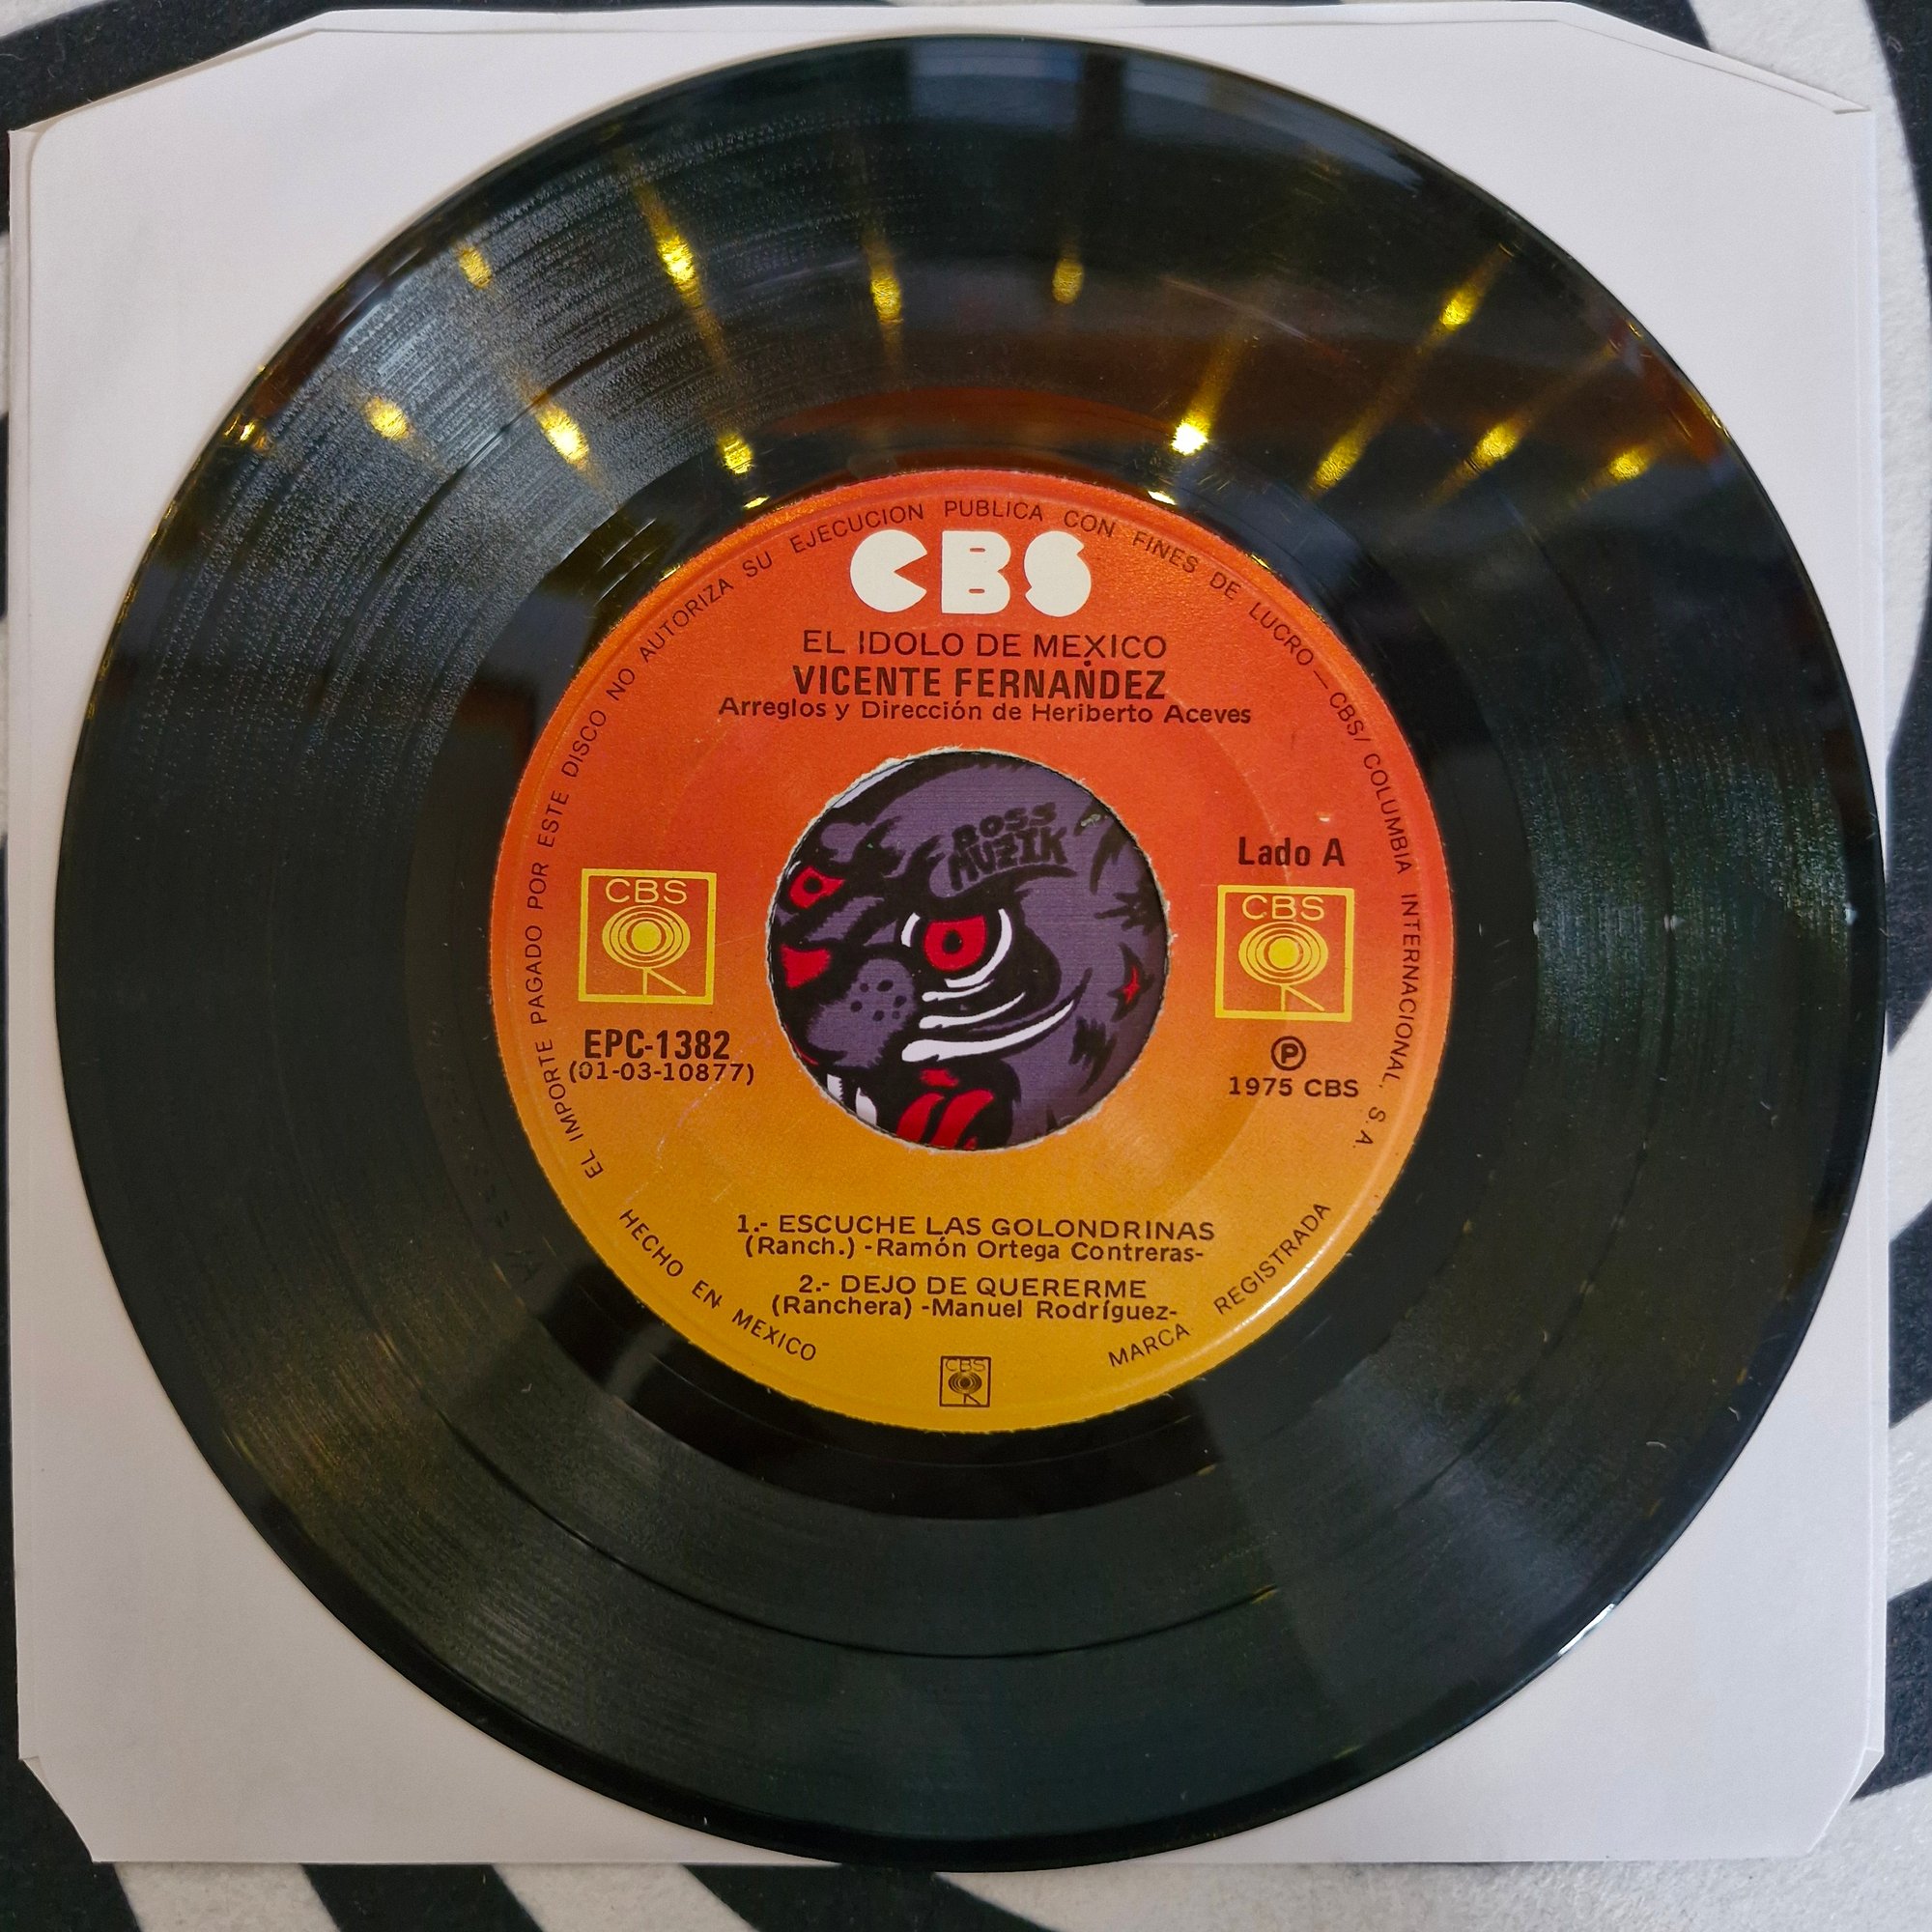 EL IMPORTE PAGADO POR ESTE DISCO NO AUTORIZA SU EJECUCION PUBLICA CON FINES DE LUCRO—CBS/COLUMBIA INTERNACIONAL, S.A.
CBS
EL IDOLO DE MEXICO
VICENTE FERNANDEZ
Arreglos y Dirección de Heriberto Aceves
BOSS
MUZIK
Lado A
CBS
CBS
EPC-1382
(01-03-10877)
Ⓟ
1975 CBS
1.- ESCUCHE LAS GOLONDRINAS
(Ranch.) -Ramón Ortega Contreras-
2.- DEJO DE QUERERME
(Ranchera) -Manuel Rodríguez-
HECHO EN MEXICO
MARCA REGISTRADA
CBS